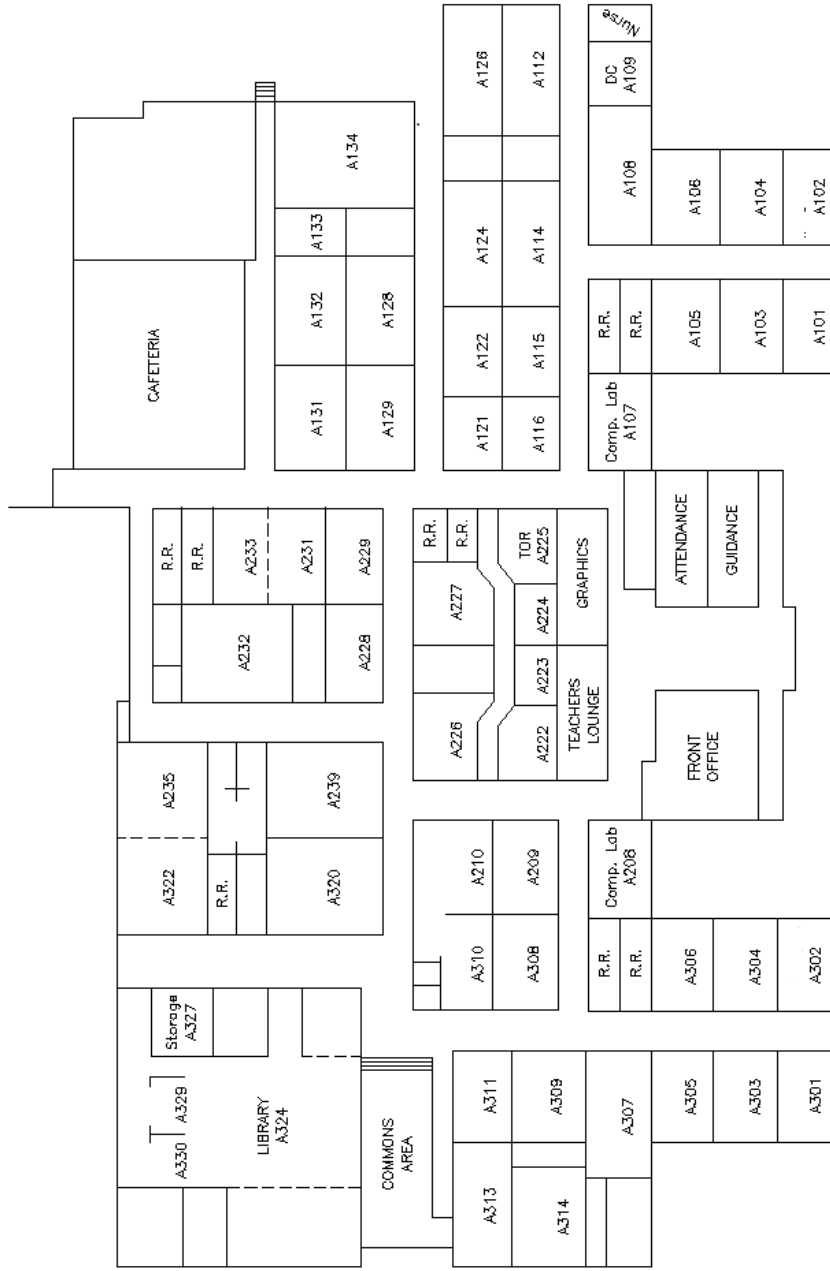 Nurse
DC
A109
A126
A112
A134
A108
A106
A104
A102
A133
A124
A114
A132
A128
CAFETERIA
R.R.
R.R.
A105
A103
A101
A122
A115
A131
A129
A121
A116
Comp. Lab
A107
R.R.
R.R.
A233
A231
A229
R.R.
R.R.
TOR
A225
GRAPHICS
ATTENDANCE
GUIDANCE
A227
A224
A232
A228
A223
TEACHERS
LOUNGE
A226
A222
FRONT
OFFICE
A235
A239
A210
A209
Comp. Lab
A208
A322
R.R.
A320
A310
A308
R.R.
R.R.
A306
A304
A302
Storage
A327
A329
A330
LIBRARY
A324
COMMONS
AREA
A311
A309
A307
A305
A303
A301
A313
A314